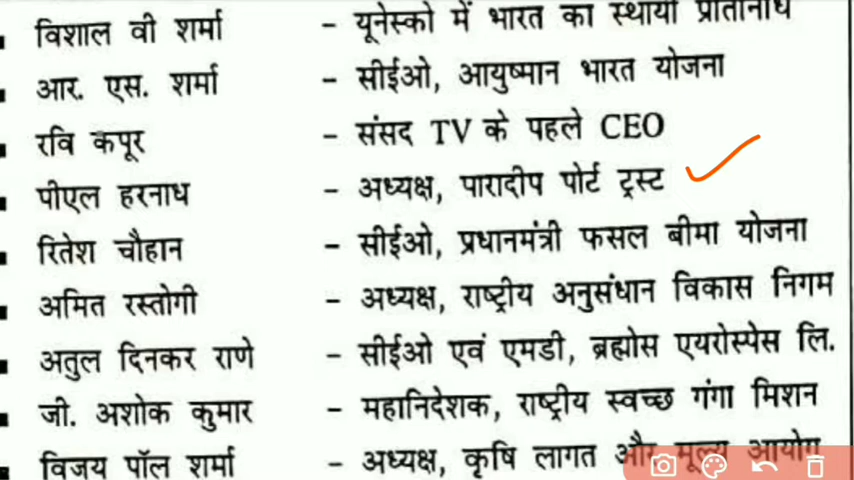 विशाल वी शर्मा – यूनेस्को में भारत का स्थायी प्रतिनिधि
आर. एस. शर्मा – सीईओ, आयुष्मान भारत योजना
रवि कपूर – संसद TV के पहले CEO
पीएल हरनाध – अध्यक्ष, पारादीप पोर्ट ट्रस्ट
रितेश चौहान – सीईओ, प्रधानमंत्री फसल बीमा योजना
अमित रस्तोगी – अध्यक्ष, राष्ट्रीय अनुसंधान विकास निगम
अतुल दिनकर राणे – सीईओ एवं एमडी, ब्रह्मोस एयरोस्पेस लि.
जी. अशोक कुमार – महानिदेशक, राष्ट्रीय स्वच्छ गंगा मिशन
विजय पॉल शर्मा – अध्यक्ष, कृषि लागत और मूल्य आयोग